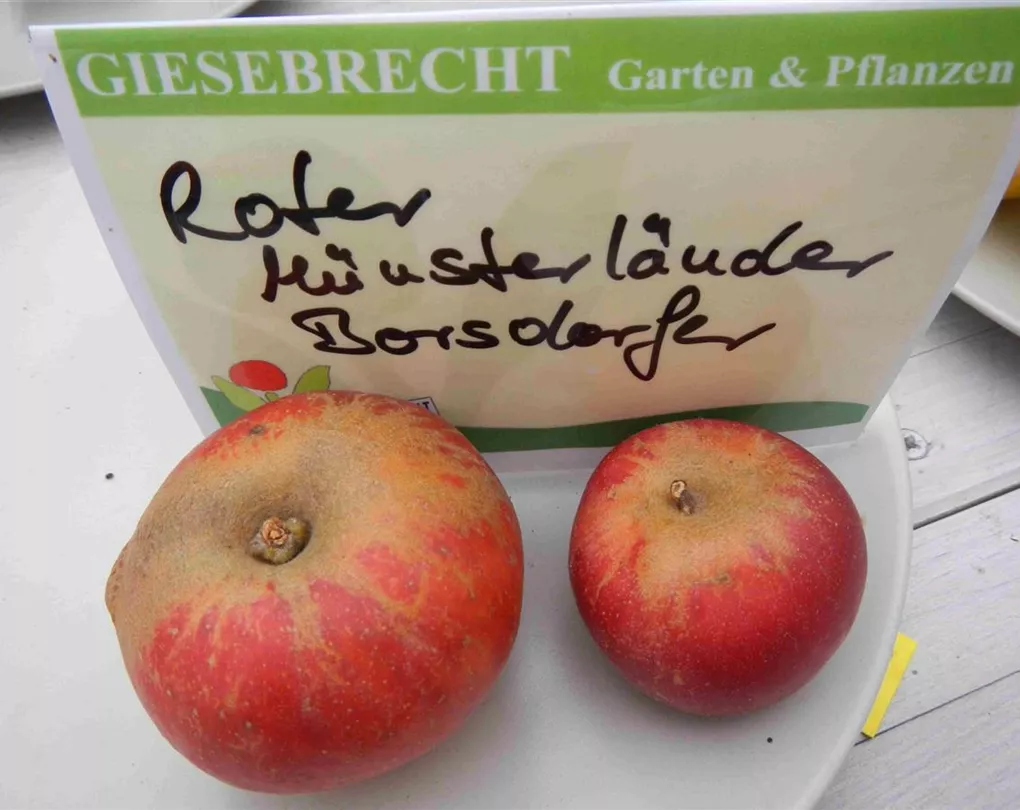 GIESEBRECHT Garten & Pflanzen
Roter
Münsterländer
Borsdorfer